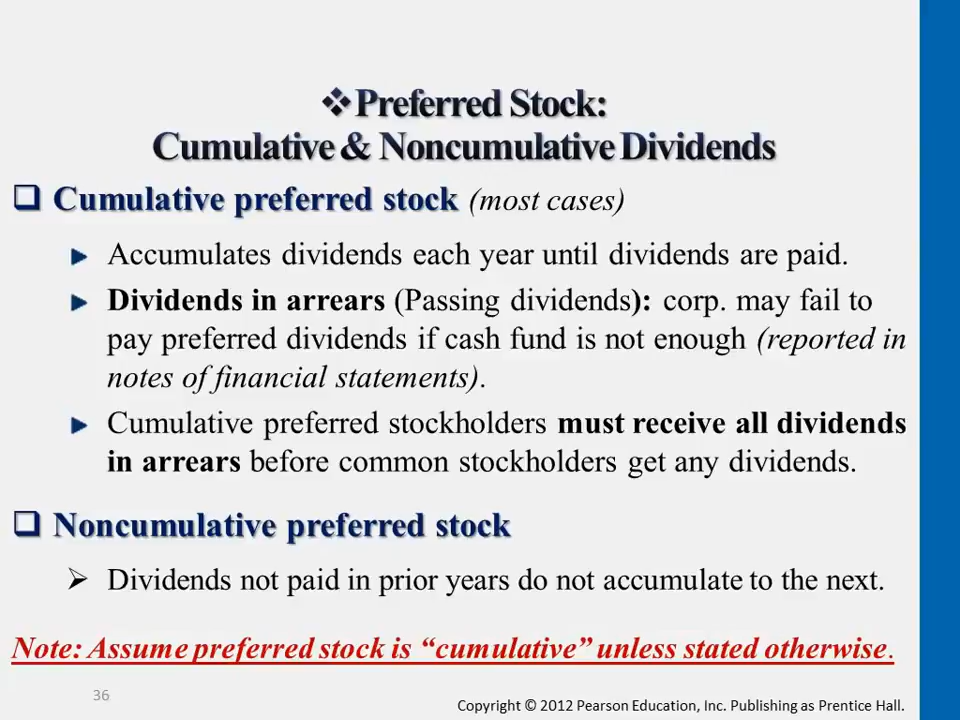 ❖Preferred Stock:
Cumulative & Noncumulative Dividends
❑ Cumulative preferred stock (most cases)
Accumulates dividends each year until dividends are paid.
Dividends in arrears (Passing dividends): corp. may fail to
pay preferred dividends if cash fund is not enough (reported in
notes of financial statements).
Cumulative preferred stockholders must receive all dividends
in arrears before common stockholders get any dividends.
❑ Noncumulative preferred stock
➢ Dividends not paid in prior years do not accumulate to the next.
Note: Assume preferred stock is “cumulative” unless stated otherwise.
36
Copyright © 2012 Pearson Education, Inc. Publishing as Prentice Hall.